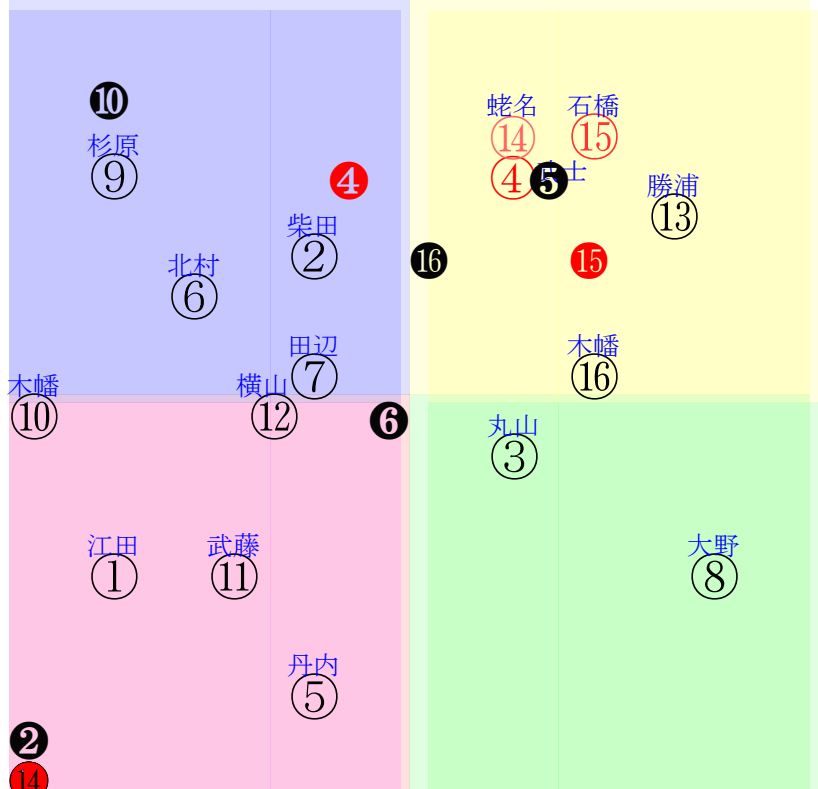 ❿
杉原
⑨
❹
蛯名
⑭
石橋
⑮
④
❺
士
勝浦
⑬
柴田
②
⓰
⑮
北村
⑥
田辺
⑦
木幡
⑯
木幡
⑩
横山
⑫
❻
丸山
③
江田
①
武藤
⑪
大野
⑧
丹内
⑤
❷
⑭